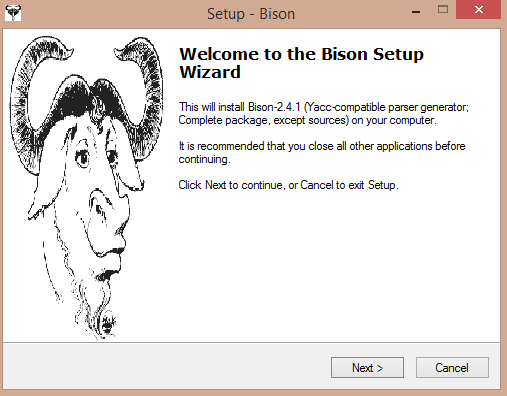 Setup - Bison
Welcome to the Bison Setup
Wizard
This will install Bison-2.4.1 (Yacc-compatible parser generator;
Complete package, except sources) on your computer.
It is recommended that you close all other applications before
continuing.
Click Next to continue, or Cancel to exit Setup.
Next >
Cancel